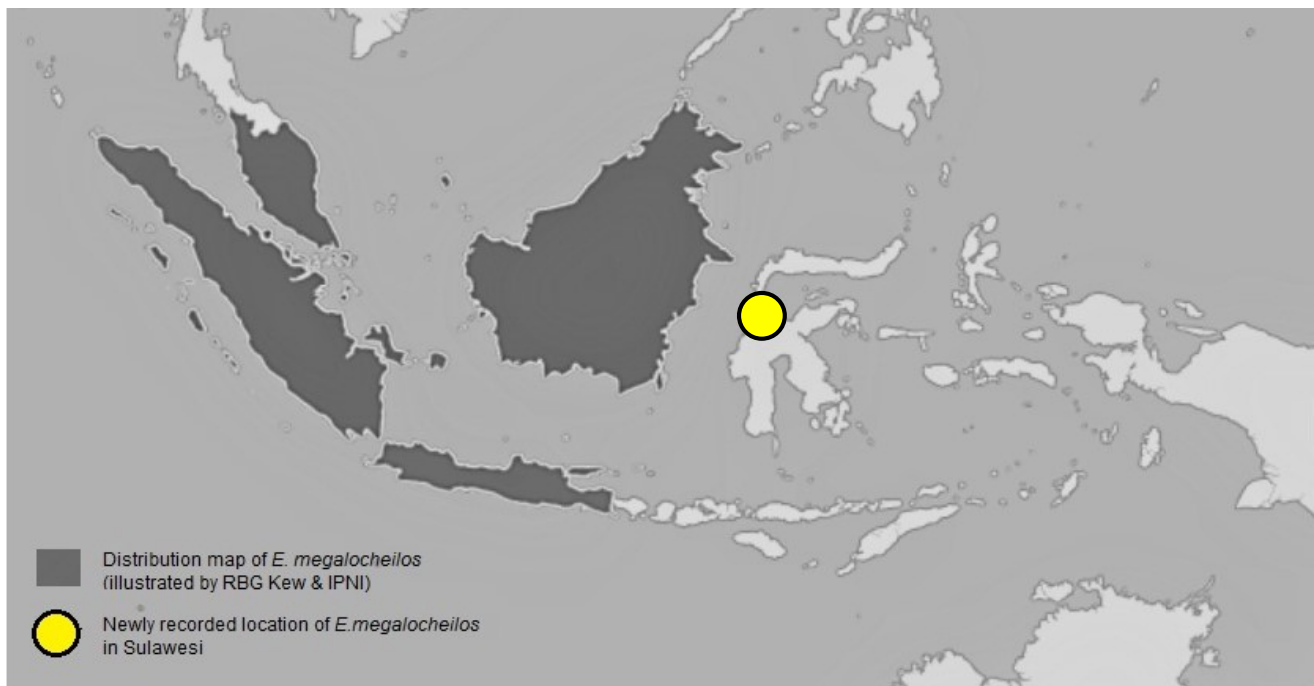 Distribution map of E. megalocheilos
(illustrated by RBG Kew & IPNI)
Newly recorded location of E.megalocheilos
in Sulawesi